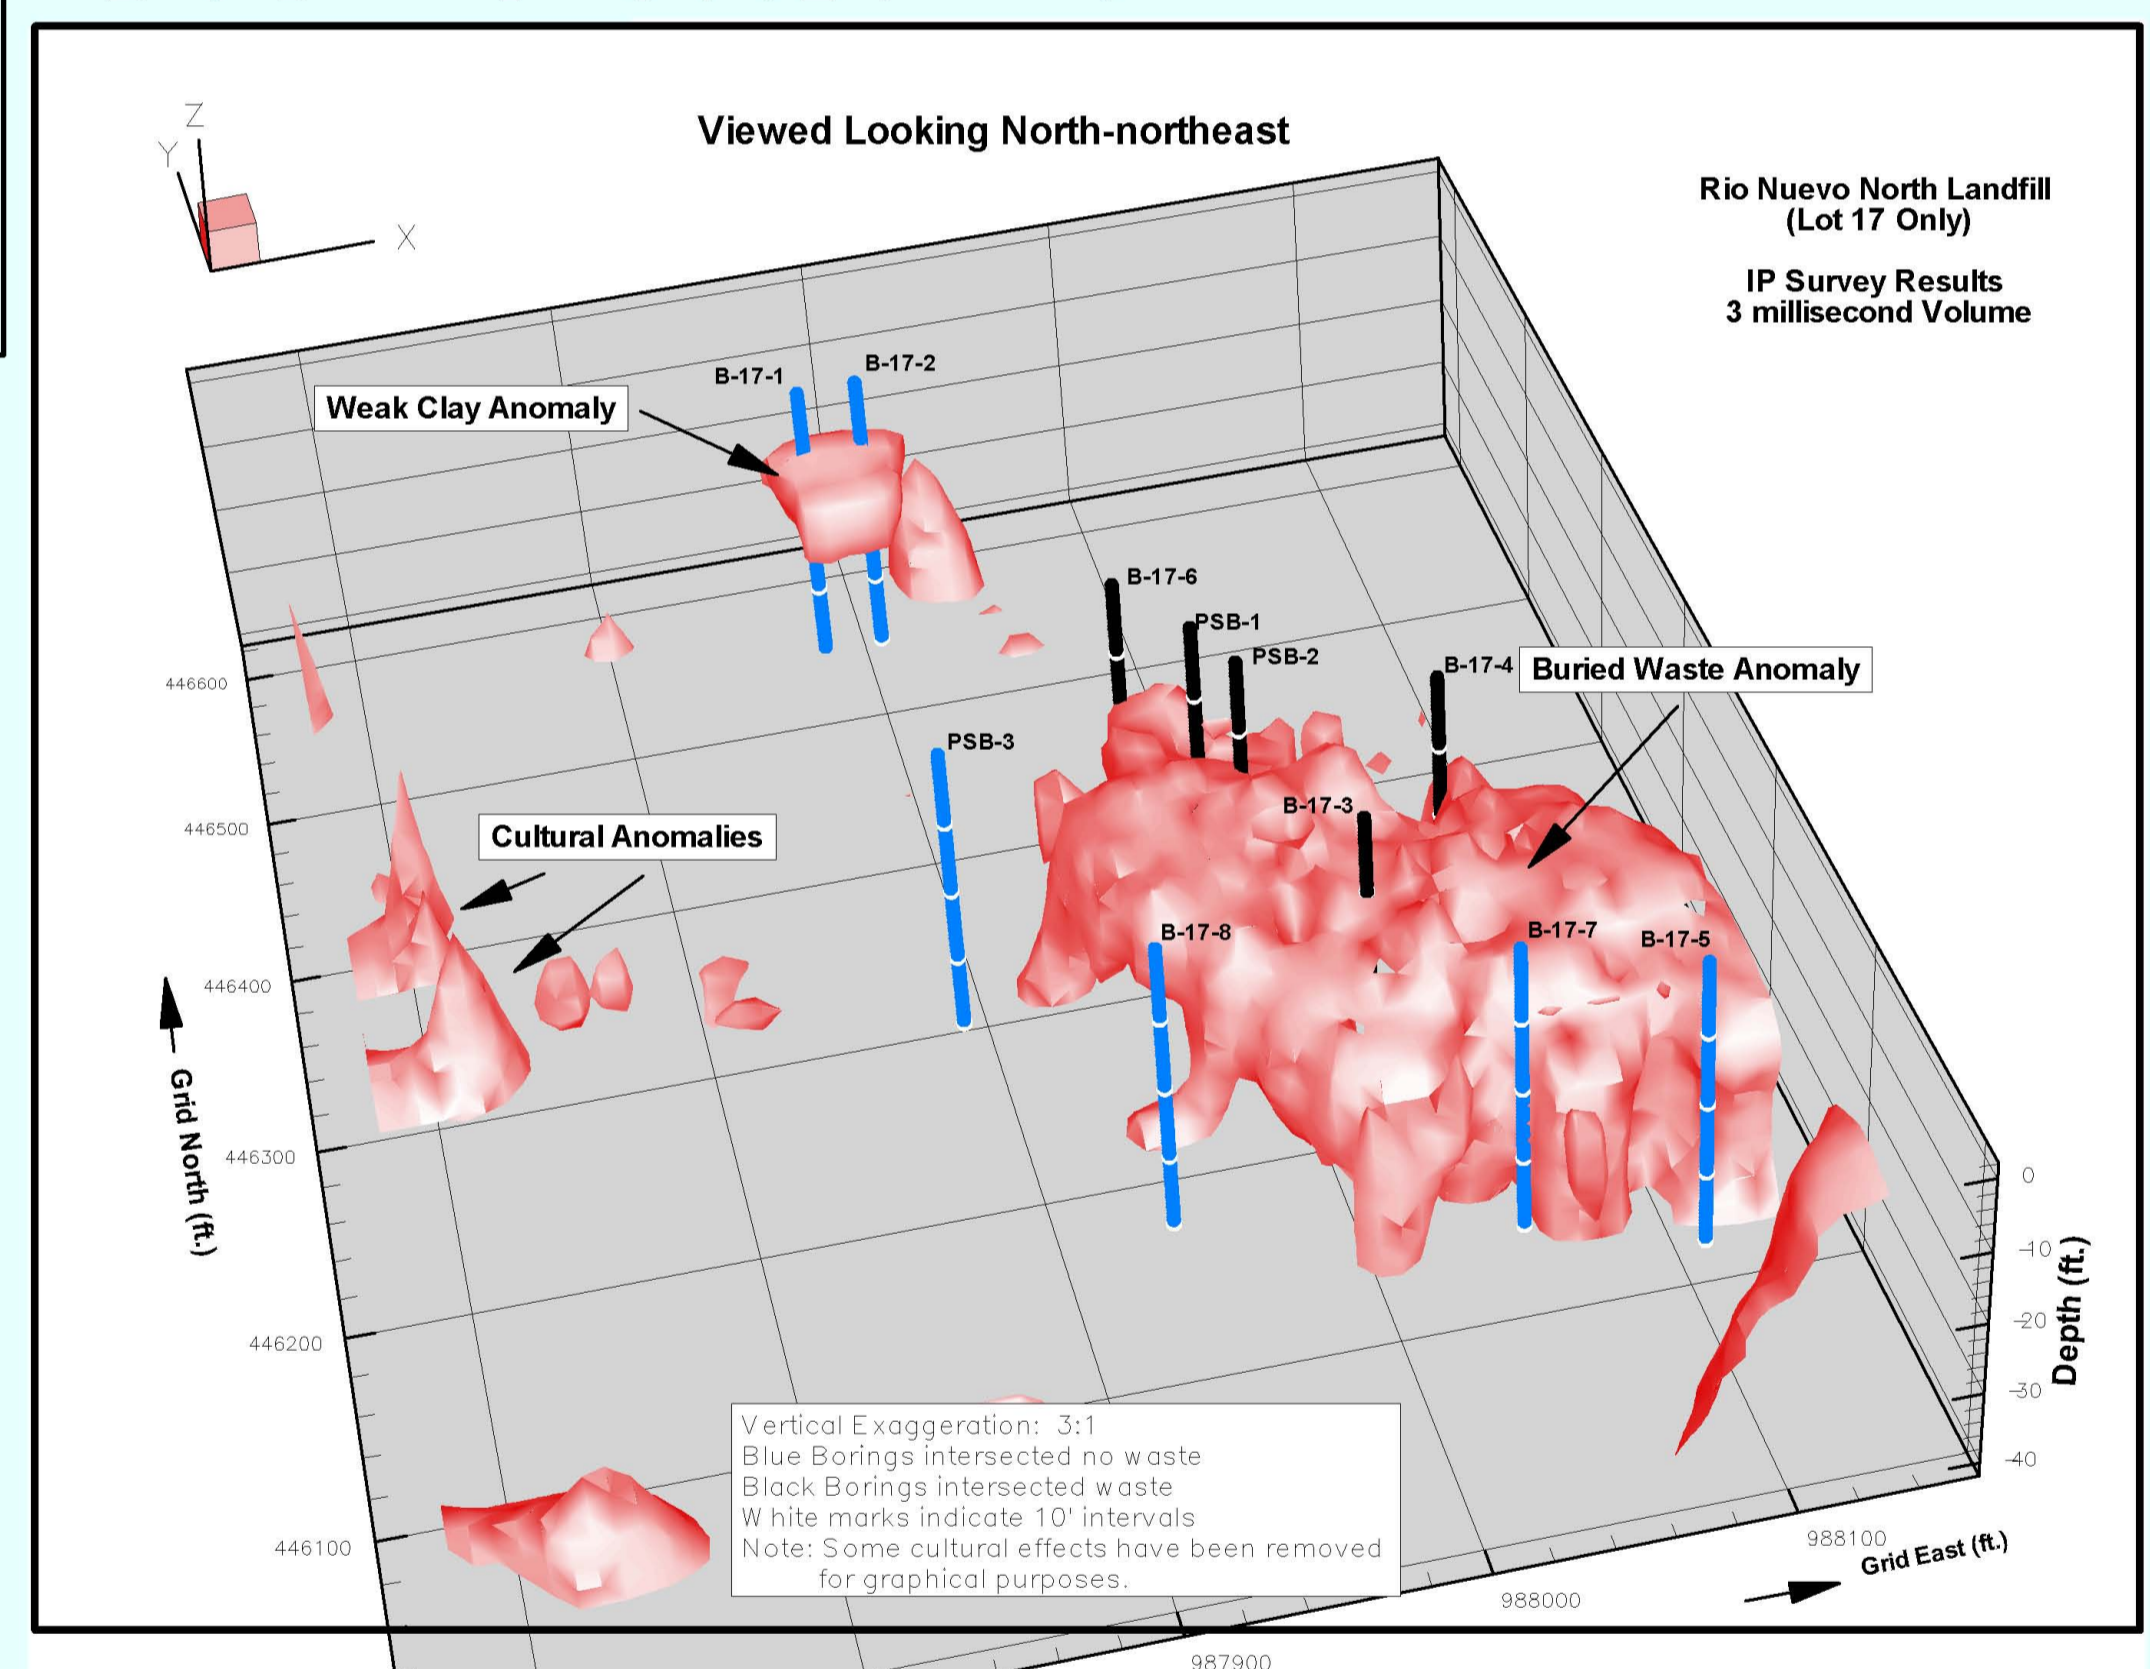 Viewed Looking North-northeast
Z
Y
X
Rio Nuevo North Landfill
(Lot 17 Only)
IP Survey Results
3 millisecond Volume
B-17-1
B-17-2
Weak Clay Anomaly
B-17-6
PSB-1
PSB-2
B-17-4
Buried Waste Anomaly
446600
PSB-3
B-17-3
446500
Cultural Anomalies
B-17-8
B-17-7
B-17-5
446400
446300
446200
446100
Grid North (ft.)
0
-10
-20
-30
-40
Depth (ft.)
Vertical Exaggeration: 3:1
Blue Borings intersected no waste
Black Borings intersected waste
White marks indicate 10' intervals
Note: Some cultural effects have been removed
for graphical purposes.
988100
Grid East (ft.)
988000
987900